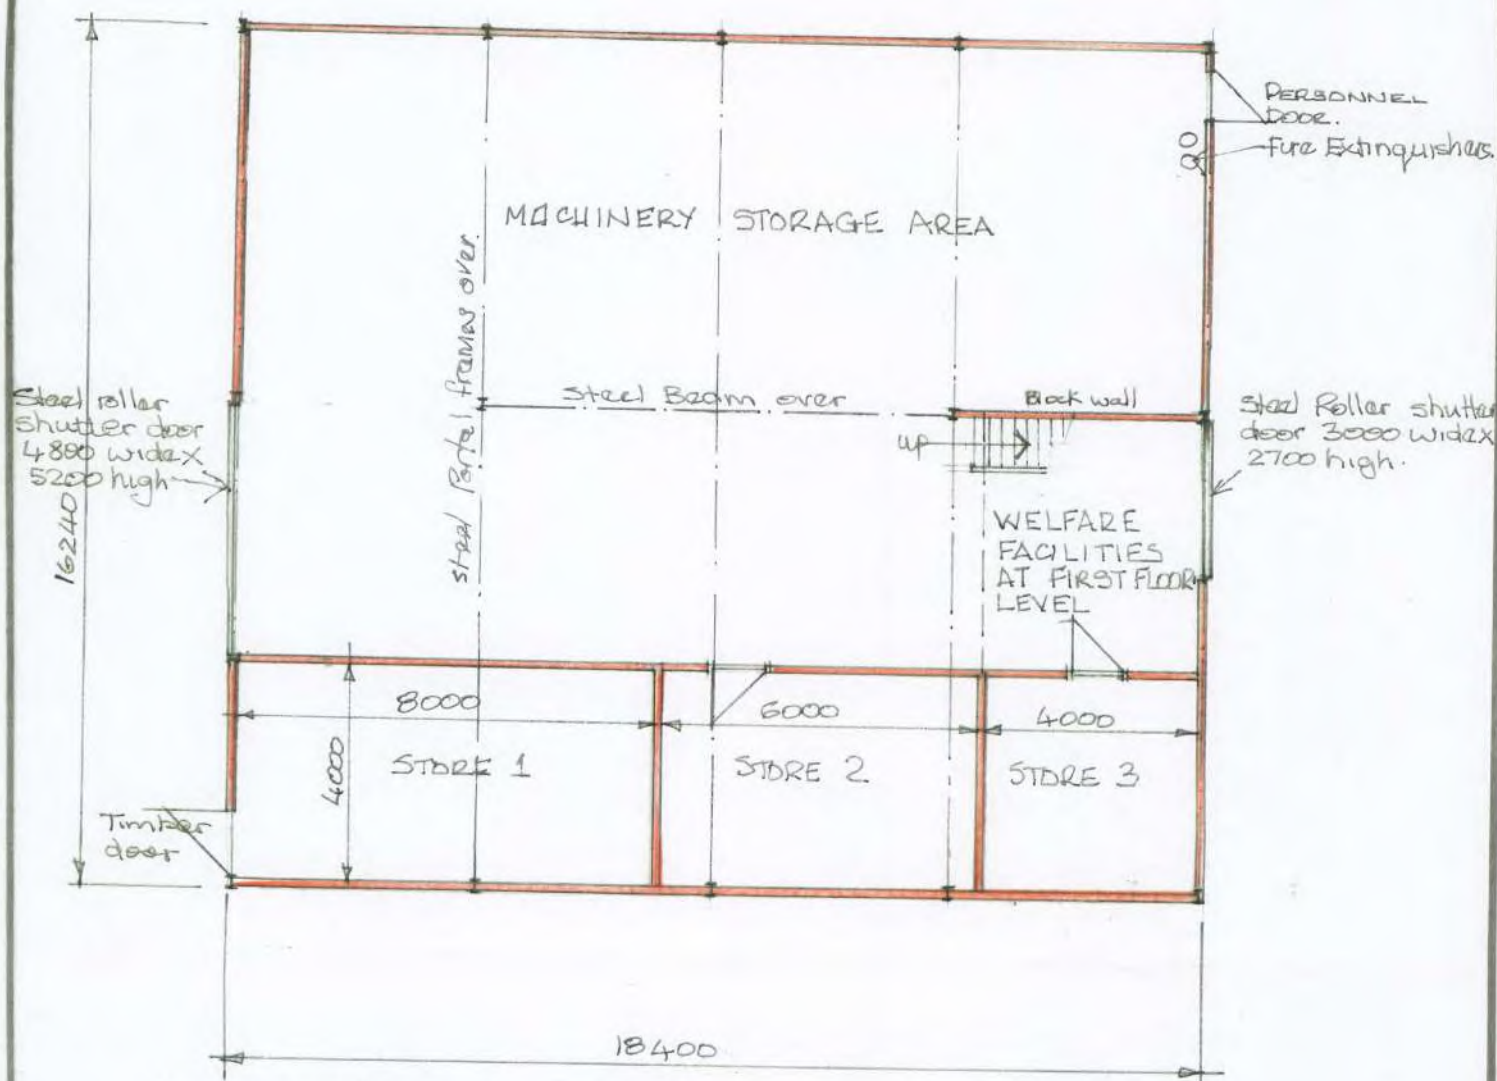 PERSONNEL
DOOR.
Fire Extinguishers.
MACHINERY STORAGE AREA
Steel Portal frames over.
Steel roller
shutter door
4800 wide x
5200 high
16240
Steel Beam over
Block wall
up
Steel Roller shutter
door 3000 wide x
2700 high.
WELFARE
FACILITIES
AT FIRST FLOOR
LEVEL
8000
6000
4000
4000
STORE 1
STORE 2
STORE 3
Timber
door
18400